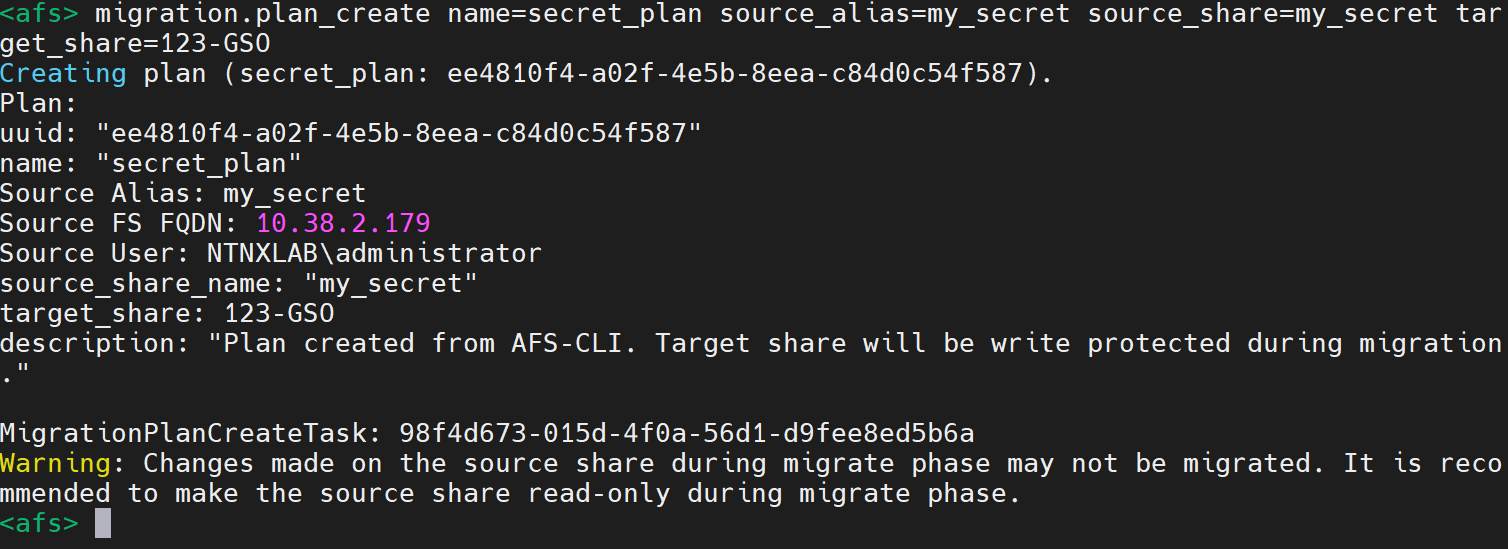 <afs> migration.plan_create name=secret_plan source_alias=my_secret source_share=my_secret tar
get_share=123-GSO
Creating plan (secret_plan: ee4810f4-a02f-4e5b-8eea-c84d0c54f587).
Plan:
uuid: "ee4810f4-a02f-4e5b-8eea-c84d0c54f587"
name: "secret_plan"
Source Alias: my_secret
Source FS FQDN: 10.38.2.179
Source User: NTNXLAB\administrator
source_share_name: "my_secret"
target_share: 123-GSO
description: "Plan created from AFS-CLI. Target share will be write protected during migration
."
MigrationPlanCreateTask: 98f4d673-015d-4f0a-56d1-d9fee8ed5b6a
Warning: Changes made on the source share during migrate phase may not be migrated. It is reco
mmended to make the source share read-only during migrate phase.
<afs>